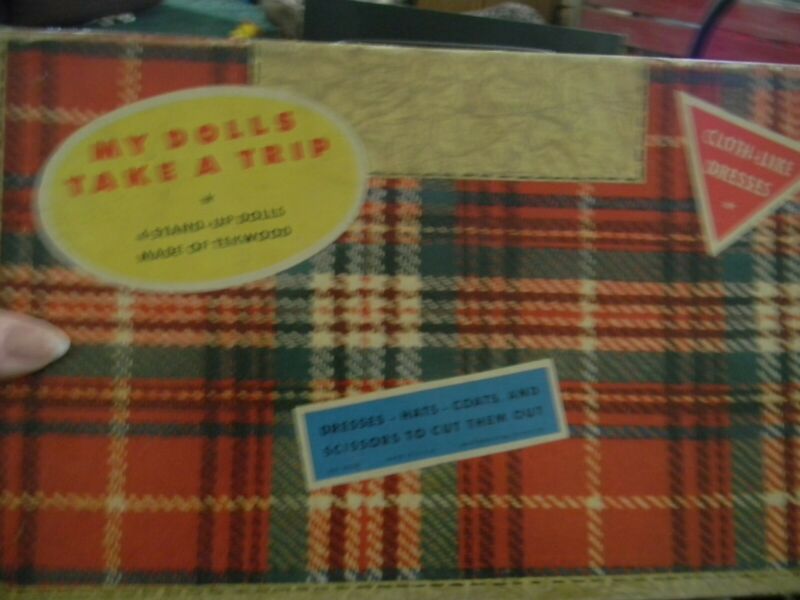 MY DOLLS
TAKE A TRIP
4 STAND-UP DOLLS
MADE OF TEKWOOD
CLOTH-LIKE
DRESSES
DRESSES - HATS - COATS AND
SCISSORS TO CUT THEM OUT